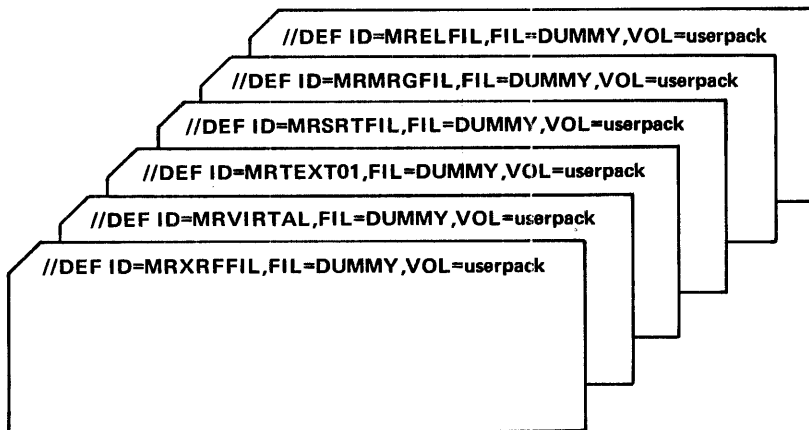 //DEF ID=MRELFIL,FIL=DUMMY,VOL=userpack
//DEF ID=MRMRGFIL,FIL=DUMMY,VOL=userpack
//DEF ID=MRSRTFIL,FIL=DUMMY,VOL=userpack
//DEF ID=MRTEXT01,FIL=DUMMY,VOL=userpack
//DEF ID=MRVIRTAL,FIL=DUMMY,VOL=userpack
//DEF ID=MRXRFFIL,FIL=DUMMY,VOL=userpack